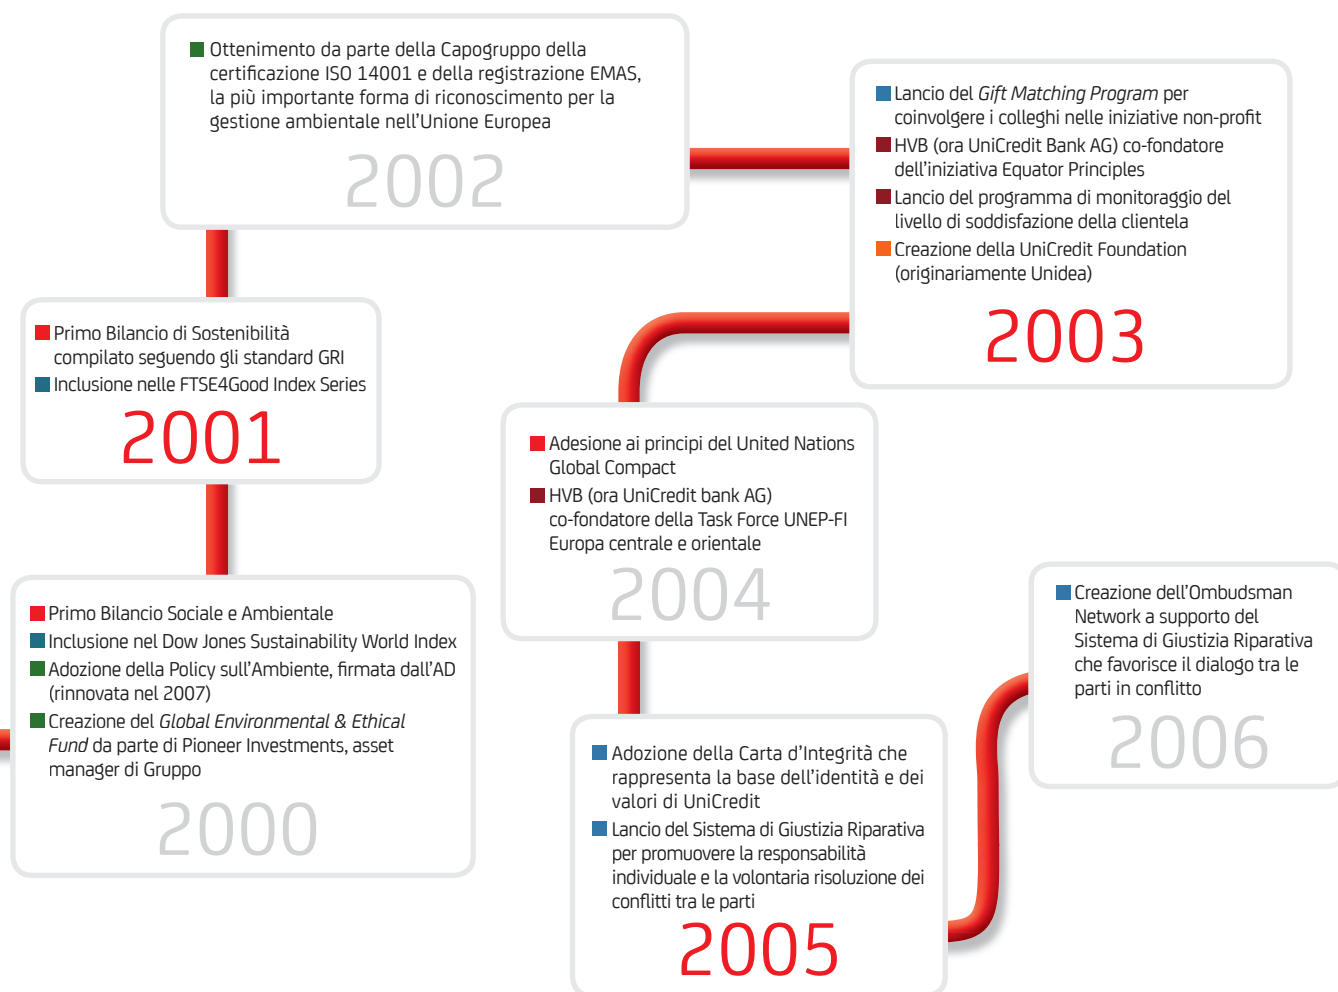 Ottenimento da parte della Capogruppo della
certificazione ISO 14001 e della registrazione EMAS,
la più importante forma di riconoscimento per la
gestione ambientale nell'Unione Europea
2002
Lancio del Gift Matching Program per
coinvolgere i colleghi nelle iniziative non-profit
HVB (ora UniCredit Bank AG) co-fondatore
dell'iniziativa Equator Principles
Lancio del programma di monitoraggio del
livello di soddisfazione della clientela
Creazione della UniCredit Foundation
(originariamente Unidea)
2003
Primo Bilancio di Sostenibilità
compilato seguendo gli standard GRI
Inclusione nelle FTSE4Good Index Series
2001
Adesione ai principi del United Nations
Global Compact
HVB (ora UniCredit bank AG)
co-fondatore della Task Force UNEP-FI
Europa centrale e orientale
2004
Primo Bilancio Sociale e Ambientale
Inclusione nel Dow Jones Sustainability World Index
Adozione della Policy sull'Ambiente, firmata dall'AD
(rinnovata nel 2007)
Creazione del Global Environmental & Ethical
Fund da parte di Pioneer Investments, asset
manager di Gruppo
2000
Creazione dell'Ombudsman
Network a supporto del
Sistema di Giustizia Riparativa
che favorisce il dialogo tra le
parti in conflitto
2006
Adozione della Carta d'Integrità che
rappresenta la base dell'identità e dei
valori di UniCredit
Lancio del Sistema di Giustizia Riparativa
per promuovere la responsabilità
individuale e la volontaria risoluzione dei
conflitti tra le parti
2005